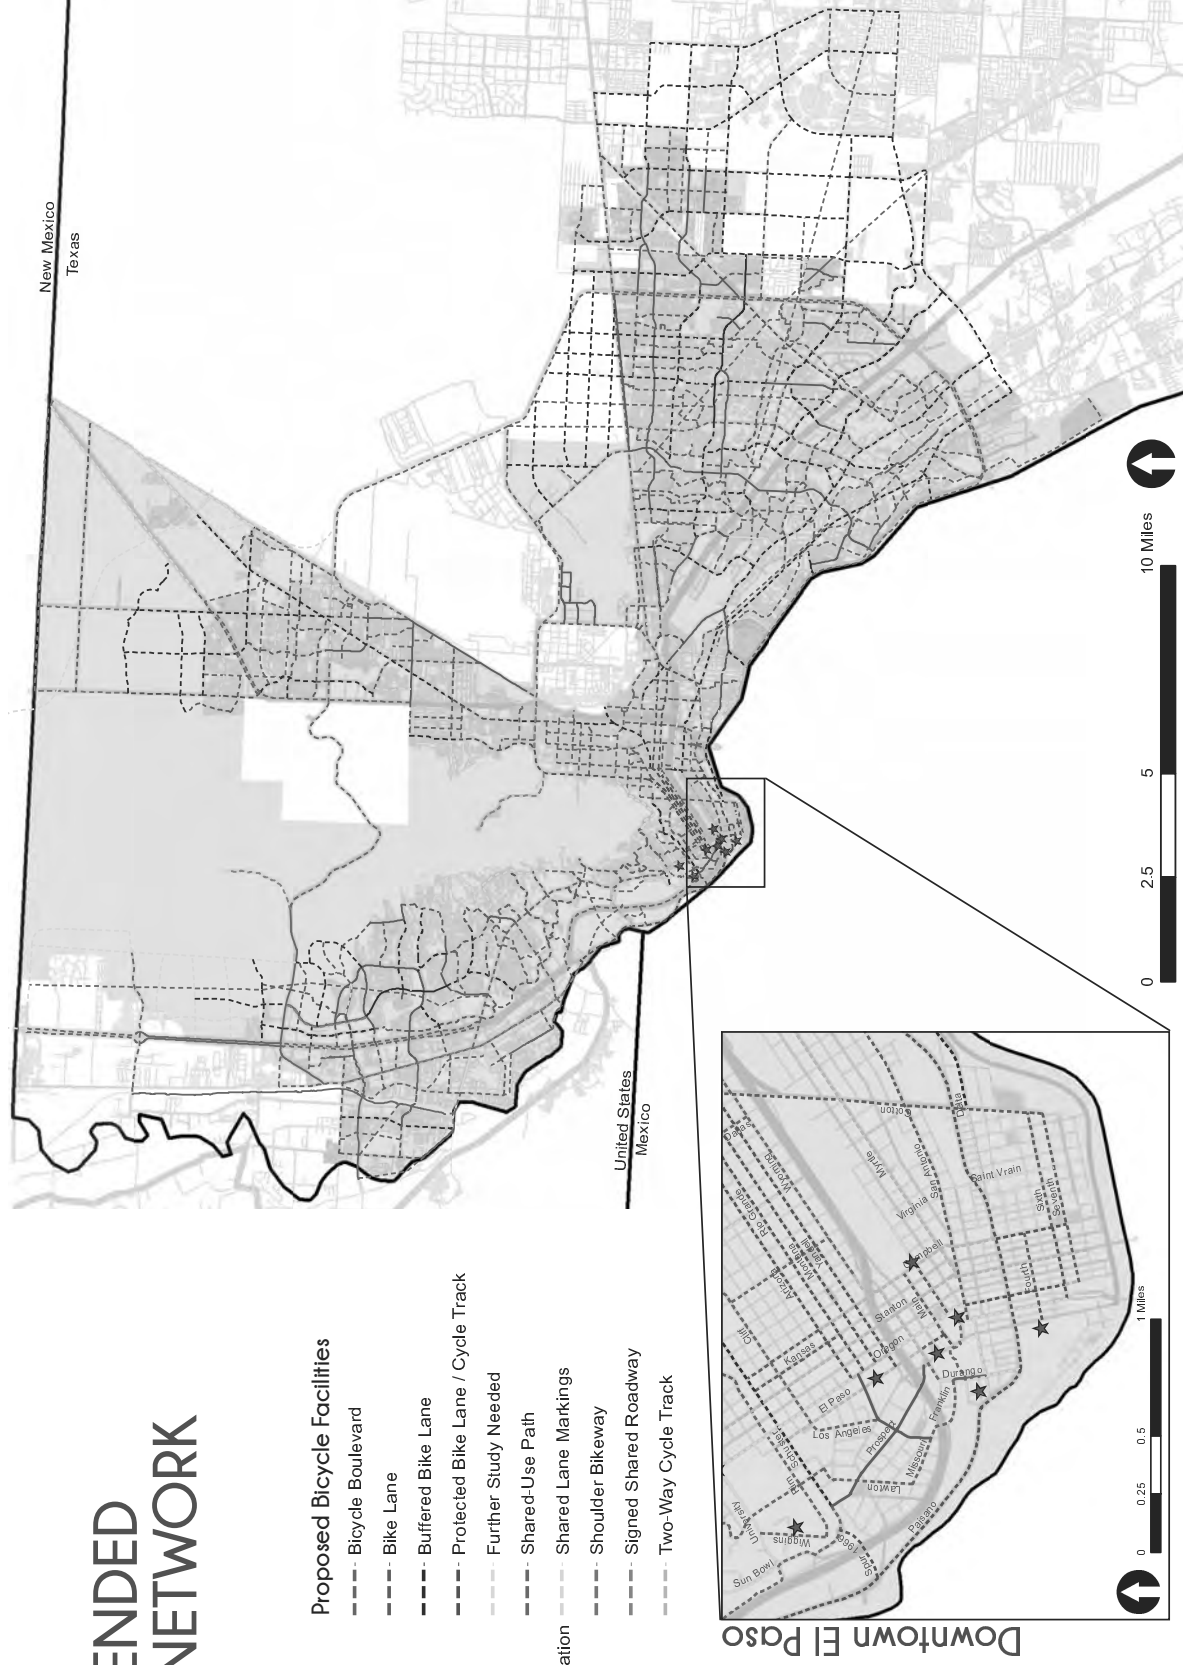 ENDED
NETWORK
Proposed Bicycle Facilities
Bicycle Boulevard
Bike Lane
Buffered Bike Lane
Protected Bike Lane / Cycle Track
Further Study Needed
Shared-Use Path
Shared Lane Markings
Shoulder Bikeway
Signed Shared Roadway
Two-Way Cycle Track
ation
New Mexico
Texas
United States
Mexico
0 2.5 5 10 Miles
Downtown El Paso
Sun Bowl
University
Wiggins
Spur 1966
Rim
Schuster
Cliff
Arizona
Rio Grande
Montana
Yandell
Wyoming
Dallas
Kansas
El Paso
Los Angeles
Prospect
Lawton
Missouri
Franklin
Durango
Oregon
Stanton
Main
Campbell
Virginia
Myrtle
San Antonio
Cotton
Delta
Saint Vrain
Sixth
Seventh
Fourth
Paisano
0 0.25 0.5 1 Miles